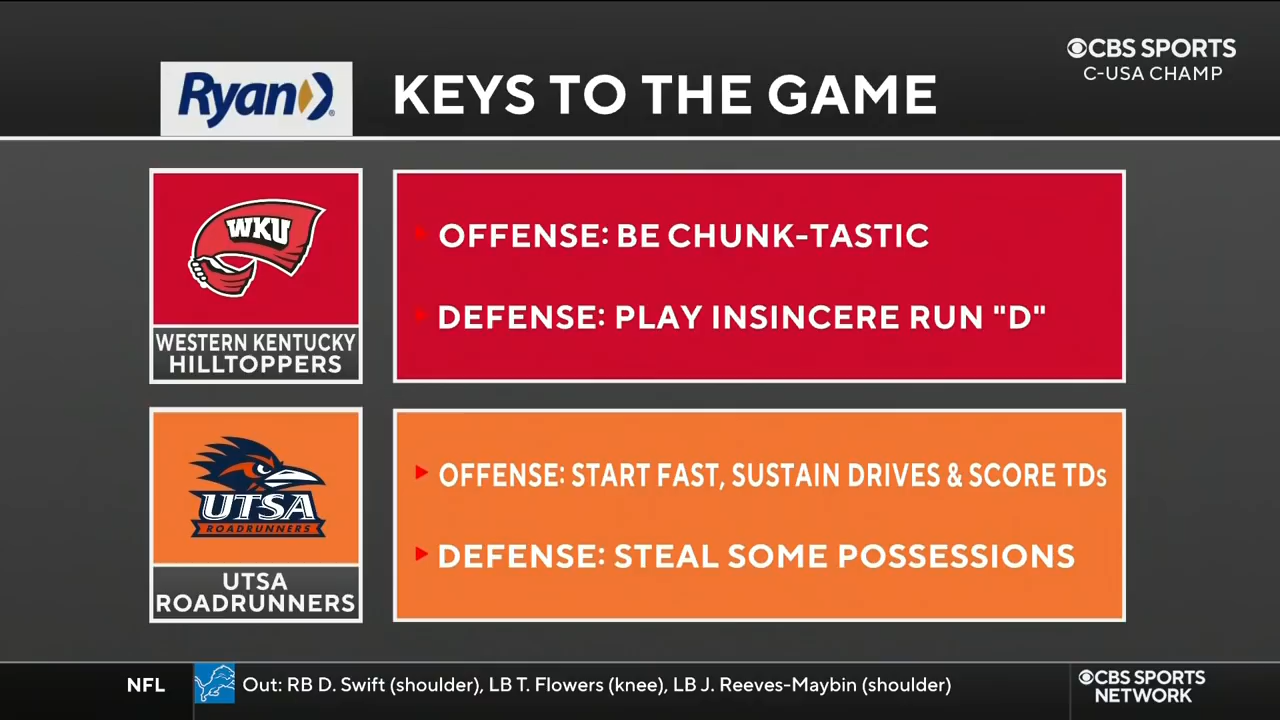 CBS SPORTS
C-USA CHAMP
Ryan
KEYS TO THE GAME
WKU
WESTERN KENTUCKY
HILLTOPPERS
OFFENSE: BE CHUNK-TASTIC
DEFENSE: PLAY INSINCERE RUN "D"
UTSA
ROADRUNNERS
UTSA
ROADRUNNERS
OFFENSE: START FAST, SUSTAIN DRIVES & SCORE TDs
DEFENSE: STEAL SOME POSSESSIONS
NFL
Out: RB D. Swift (shoulder), LB T. Flowers (knee), LB J. Reeves-Maybin (shoulder)
CBS SPORTS
NETWORK